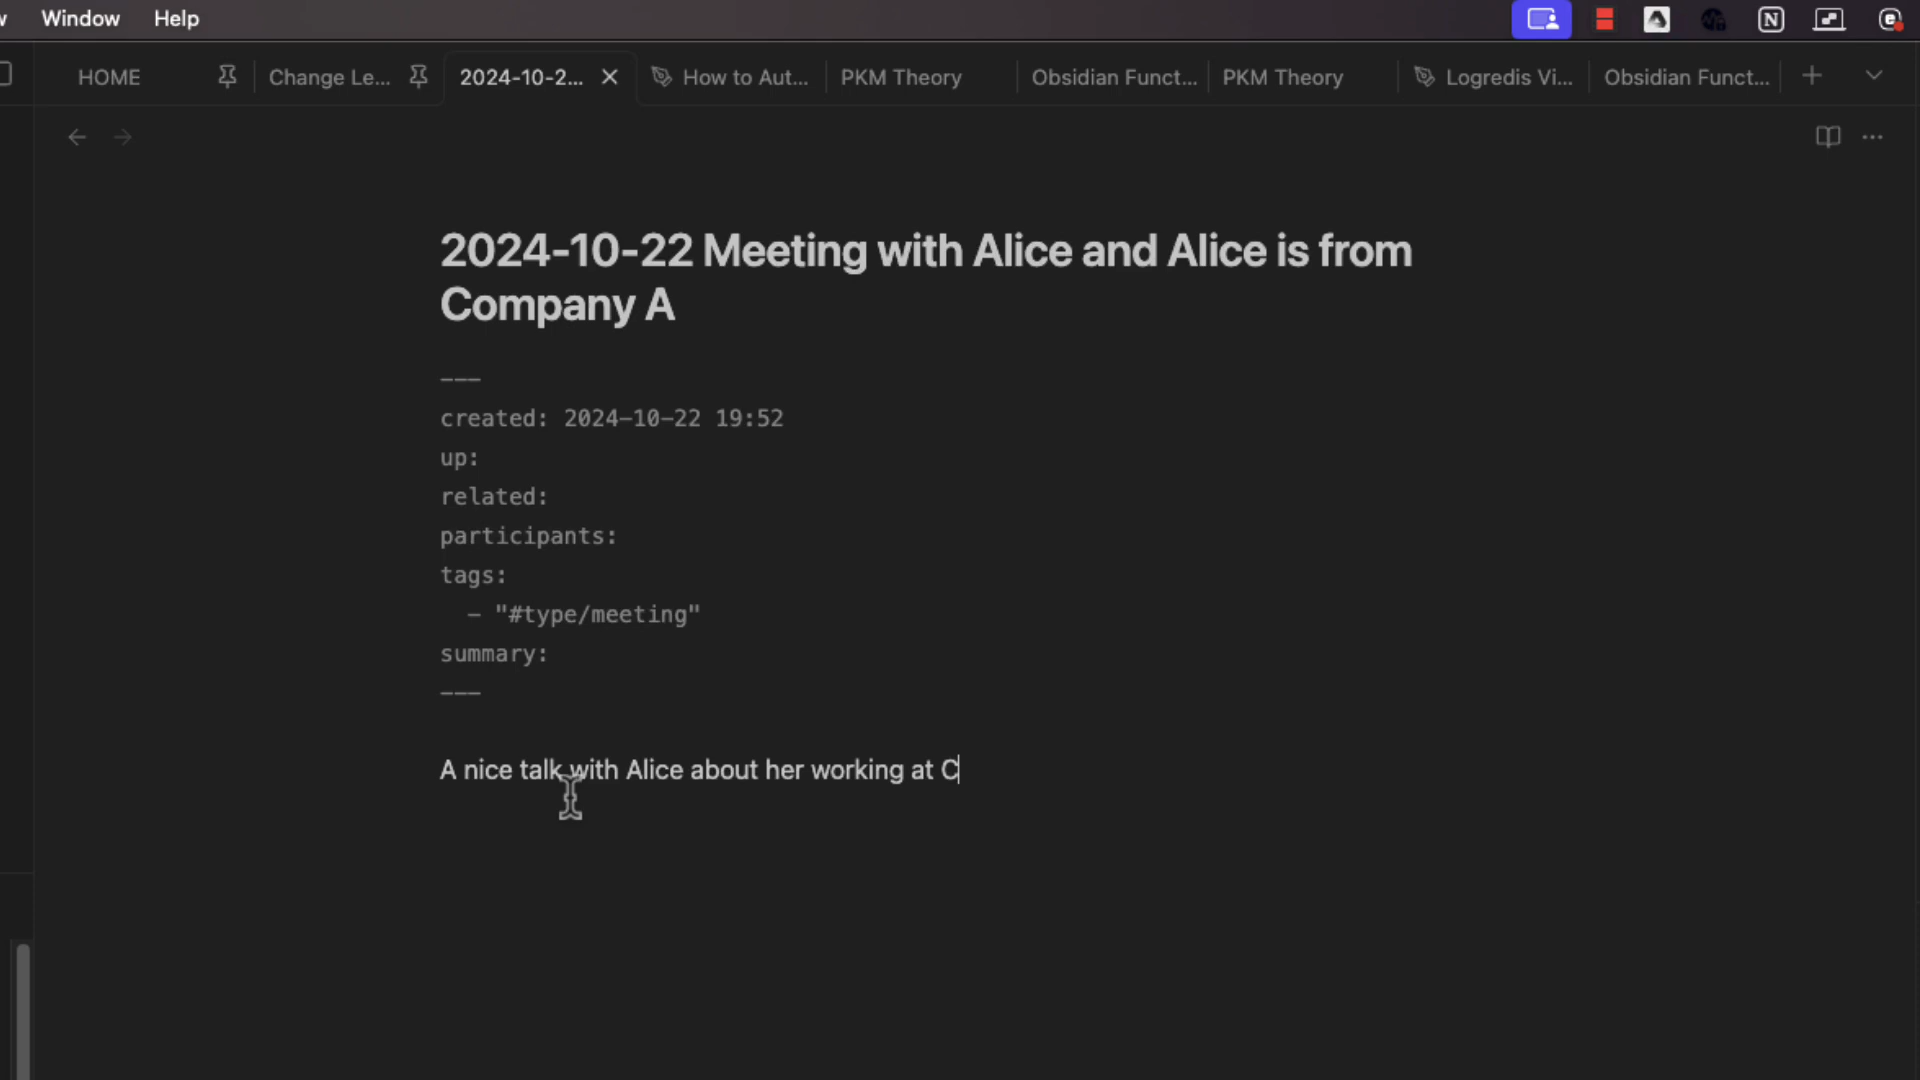 Window Help
HOME Change Le... 2024-10-2... How to Aut... PKM Theory Obsidian Funct... PKM Theory Logredis Vi... Obsidian Funct...
2024-10-22 Meeting with Alice and Alice is from
Company A
---
created: 2024-10-22 19:52
up:
related:
participants:
tags:
- "#type/meeting"
summary:
---
A nice talk with Alice about her working at C